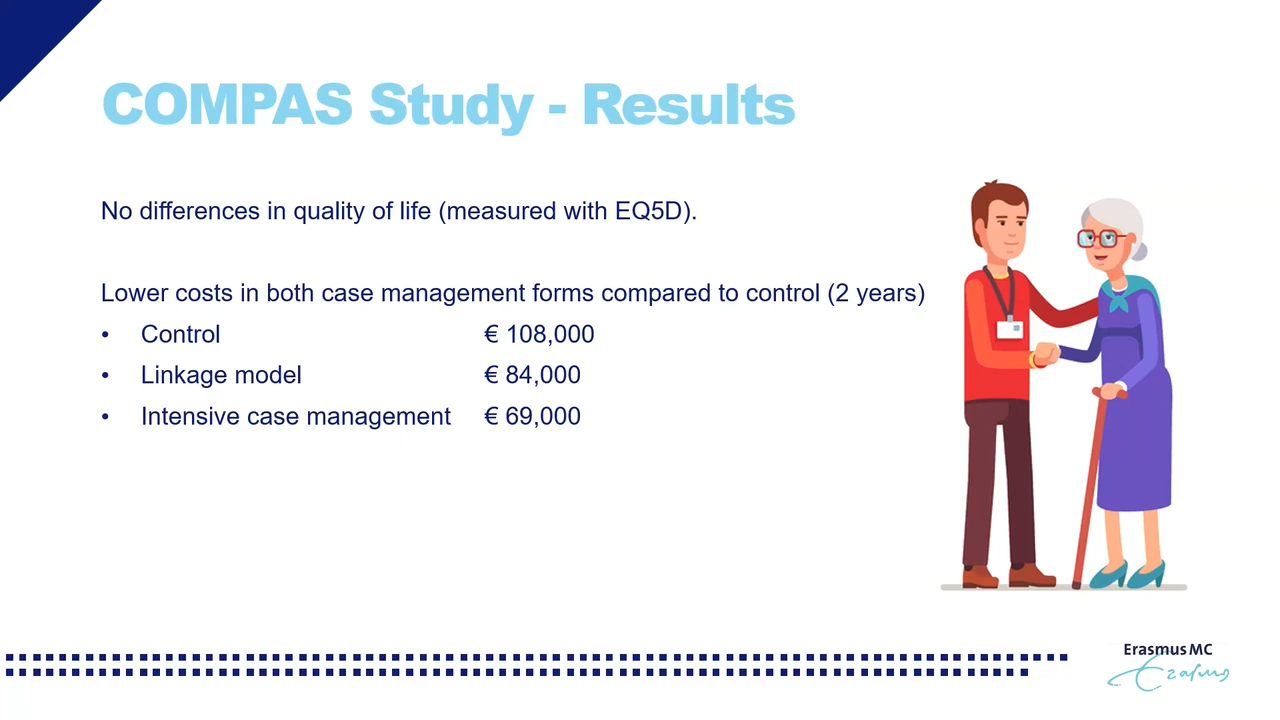 COMPAS Study - Results
No differences in quality of life (measured with EQ5D).
Lower costs in both case management forms compared to control (2 years)
• Control € 108,000
• Linkage model € 84,000
• Intensive case management € 69,000
Erasmus MC
Erasmus